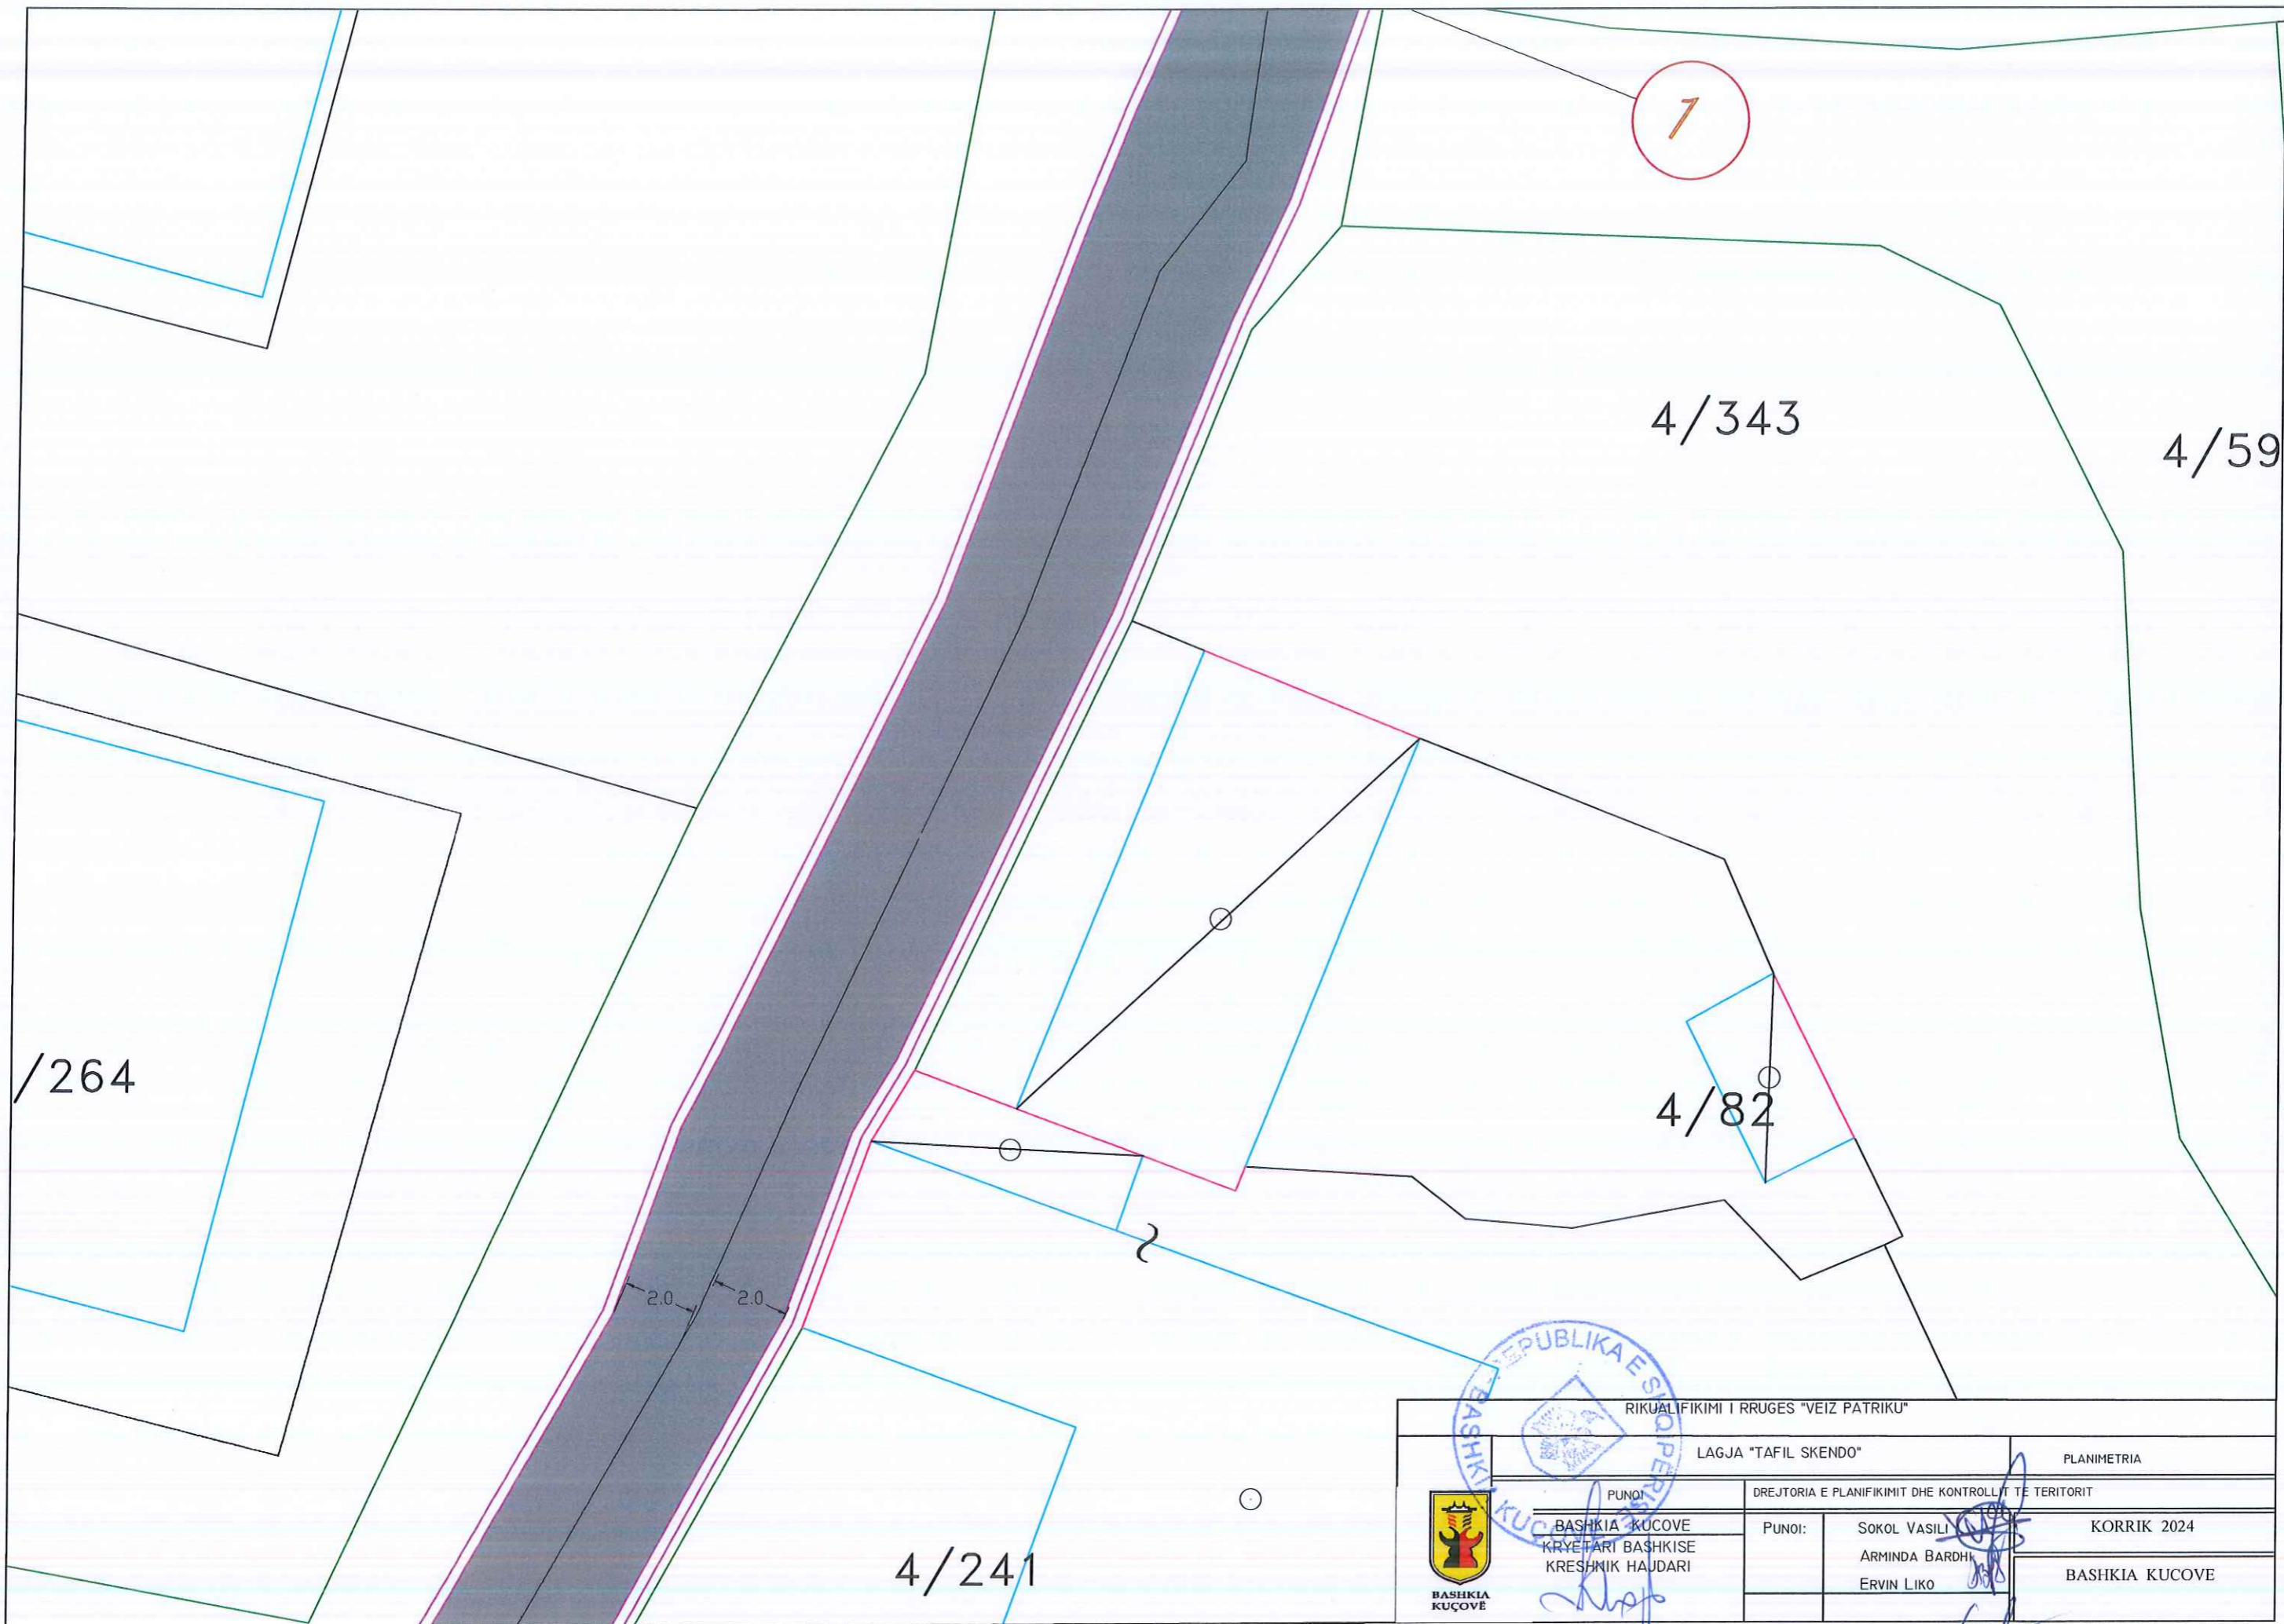 1
4/343
4/59
/264
4/82
2.0
2.0
4/241
REPUBLIKA E SHQIPERISE
BASHKIA KUÇOVE
RIKUALIFIKIMI I RRUGES "VEIZ PATRIKU"
LAGJA "TAFIL SKENDO"
PLANIMETRIA
PUNOI
DREJTORIA E PLANIFIKIMIT DHE KONTROLLIT TE TERITORIT
BASHKIA KUCOVE
KRYETARI BASHKISE
KRESHNIK HAJDARI
PUNOI:
SOKOL VASILI
ARMINDA BARDHI
ERVIN LIKO
KORRIK 2024
BASHKIA KUCOVE
BASHKIA
KUÇOVË